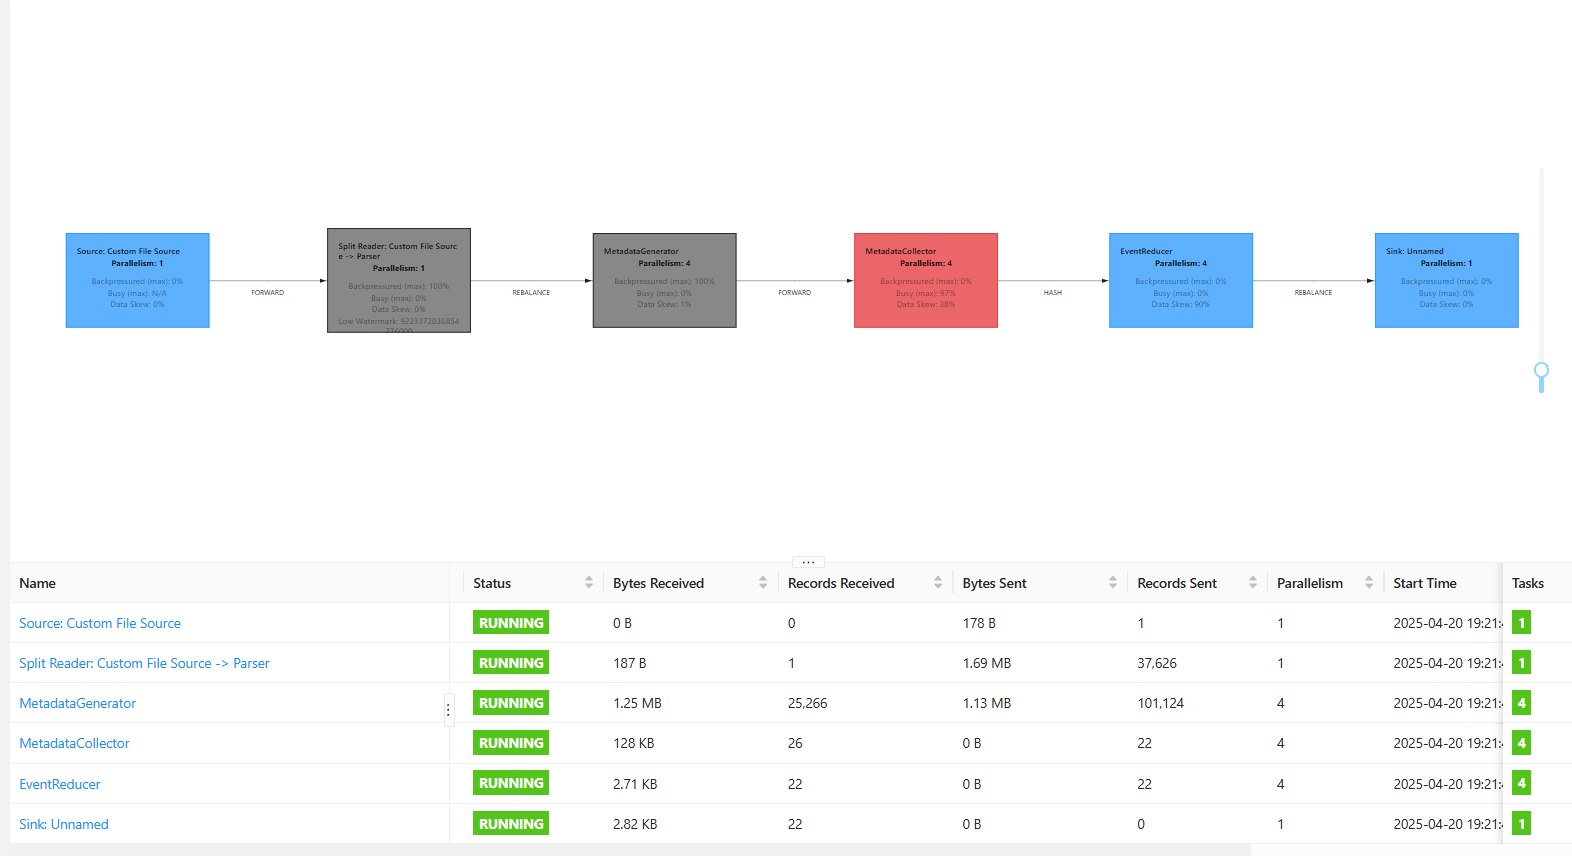 Source: Custom File Source
Parallelism: 1
Backpressured (max): 0%
Busy (max): N/A
Data Skew: 0%
FORWARD
Split Reader: Custom File Sourc
e -> Parser
Parallelism: 1
Backpressured (max): 100%
Busy (max): 0%
Data Skew: 0%
Low Watermark: 9223372036854
776000
REBALANCE
MetadataGenerator
Parallelism: 4
Backpressured (max): 100%
Busy (max): 0%
Data Skew: 1%
FORWARD
MetadataCollector
Parallelism: 4
Backpressured (max): 0%
Busy (max): 97%
Data Skew: 38%
HASH
EventReducer
Parallelism: 4
Backpressured (max): 0%
Busy (max): 0%
Data Skew: 90%
REBALANCE
Sink: Unnamed
Parallelism: 1
Backpressured (max): 0%
Busy (max): 0%
Data Skew: 0%
Name Status Bytes Received Records Received Bytes Sent Records Sent Parallelism Start Time Tasks
Source: Custom File Source RUNNING 0 B 0 178 B 1 1 2025-04-20 19:21: 1
Split Reader: Custom File Source -> Parser RUNNING 187 B 1 1.69 MB 37,626 1 2025-04-20 19:21: 1
MetadataGenerator RUNNING 1.25 MB 25,266 1.13 MB 101,124 4 2025-04-20 19:21: 4
MetadataCollector RUNNING 128 KB 26 0 B 22 4 2025-04-20 19:21: 4
EventReducer RUNNING 2.71 KB 22 0 B 22 4 2025-04-20 19:21: 4
Sink: Unnamed RUNNING 2.82 KB 22 0 B 0 1 2025-04-20 19:21: 1